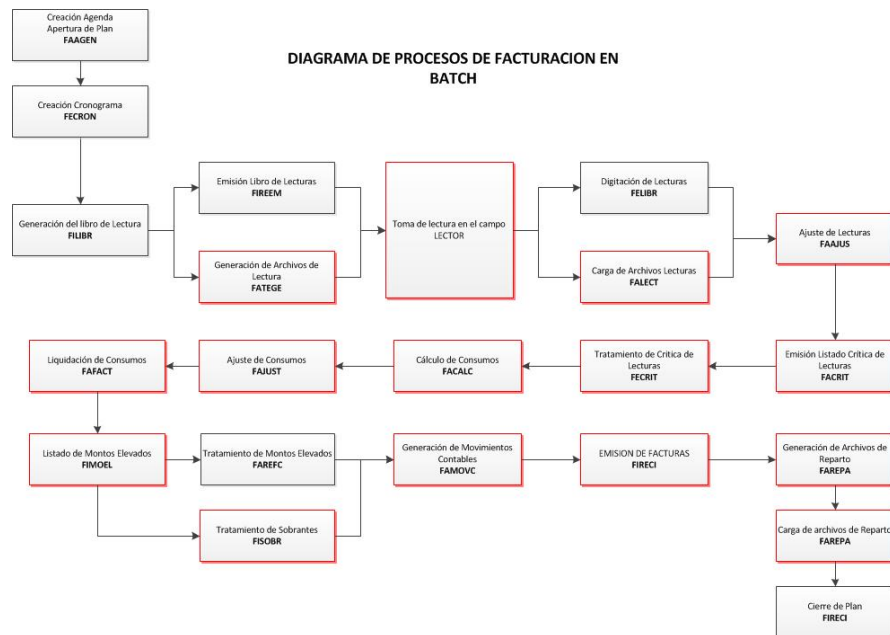 Creación Agenda
Apertura de Plan
FAAGEN
DIAGRAMA DE PROCESOS DE FACTURACION EN
BATCH
Creación Cronograma
FECRON
Generación del libro de Lectura
FILIBR
Emisión Libro de Lecturas
FIREEM
Generación de Archivos de
Lectura
FATEGE
Toma de lectura en el campo
LECTOR
Digitación de Lecturas
FELIBR
Carga de Archivos Lecturas
FALECT
Ajuste de Lecturas
FAAJUS
Liquidación de Consumos
FAFACT
Ajuste de Consumos
FAJUST
Cálculo de Consumos
FACALC
Tratamiento de Critica de
Lecturas
FECRIT
Emisión Listado Crítica de
Lecturas
FACRIT
Listado de Montos Elevados
FIMOEL
Tratamiento de Montos Elevados
FAREFC
Tratamiento de Sobrantes
FISOBR
Generación de Movimientos
Contables
FAMOVC
EMISION DE FACTURAS
FIRECI
Generación de Archivos de
Reparto
FAREPA
Carga de archivos de Reparto
FAREPA
Cierre de Plan
FIRECI